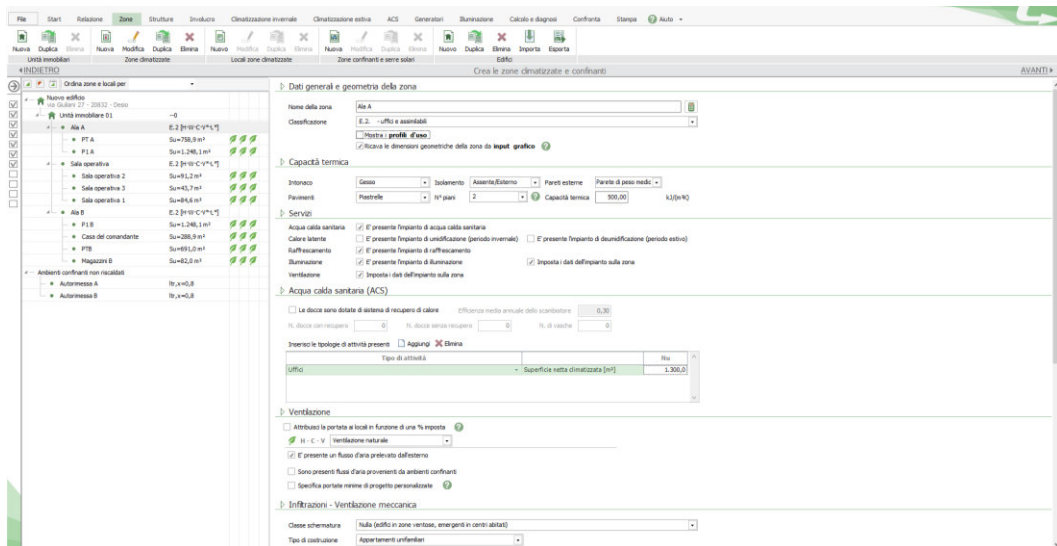 File Start Relazione Zone Strutture Involucro Climatizzazione invernale Climatizzazione estiva ACS Generatori Illuminazione Calcolo e diagnosi Confronta Stampa Aiuto
Nuova Duplica Elimina Nuova Modifica Duplica Elimina Nuovo Modifica Duplica Elimina Nuova Modifica Duplica Elimina Nuovo Duplica Elimina Importa Esporta
Unità immobiliari Zone climatizzate Locali zone climatizzate Zone confinanti e serre solari Edifici
INDIETRO Crea le zone climatizzate e confinanti AVANTI
Ordina zone e locali per
Nuovo edificio
via Giuliani 27 - 20832 - Desio
Unità immobiliare 01 --0
Ala A E.2 [H*W*C*V*L*]
PT A Su=758,9 m²
P1 A Su=1.248,1 m²
Sala operativa E.2 [H*W*C*V*L*]
Sala operativa 2 Su=91,2 m²
Sala operativa 3 Su=43,7 m²
Sala operativa 1 Su=84,6 m²
Ala B E.2 [H*W*C*V*L*]
P1B Su=1.248,1 m²
Casa del comandante Su=288,9 m²
PTB Su=691,0 m²
Magazzini B Su=82,0 m²
Ambienti confinanti non riscaldati
Autorimessa A ltr,x=0,8
Autorimessa B ltr,x=0,8
Dati generali e geometria della zona
Nome della zona Ala A
Classificazione E.2. - uffici e assimilabili
Mostra i profili d'uso
Ricava le dimensioni geometriche della zona da input grafico
Capacità termica
Intonaco Gesso Isolamento Assente/Esterno Pareti esterne Parete di peso medic
Pavimenti Piastrelle N° piani 2 Capacità termica 500,00 kJ/(m²K)
Servizi
Acqua calda sanitaria E' presente l'impianto di acqua calda sanitaria
Calore latente E' presente l'impianto di umidificazione (periodo invernale) E' presente l'impianto di deumidificazione (periodo estivo)
Raffrescamento E' presente l'impianto di raffrescamento
Illuminazione E' presente l'impianto di illuminazione Imposta i dati dell'impianto sulla zona
Ventilazione Imposta i dati dell'impianto sulla zona
Acqua calda sanitaria (ACS)
Le docce sono dotate di sistema di recupero di calore Efficienza media annuale dello scambiatore 0,30
N. docce con recupero 0 N. docce senza recupero 0 N. di vasche 0
Inserisci le tipologie di attività presenti Aggiungi Elimina
Tipo di attività Nu
Uffici - Superficie netta climatizzata [m²] 1.300,0
Ventilazione
Attribuisci la portata ai locali in funzione di una % imposta
H - C - V Ventilazione naturale
E' presente un flusso d'aria prelevato dall'esterno
Sono presenti flussi d'aria provenienti da ambienti confinanti
Specifica portate minime di progetto personalizzate
Infiltrazioni - Ventilazione meccanica
Classe schermatura Nulla (edifici in zone ventose, emergenti in centri abitati)
Tipo di costruzione Appartamenti unifamiliari